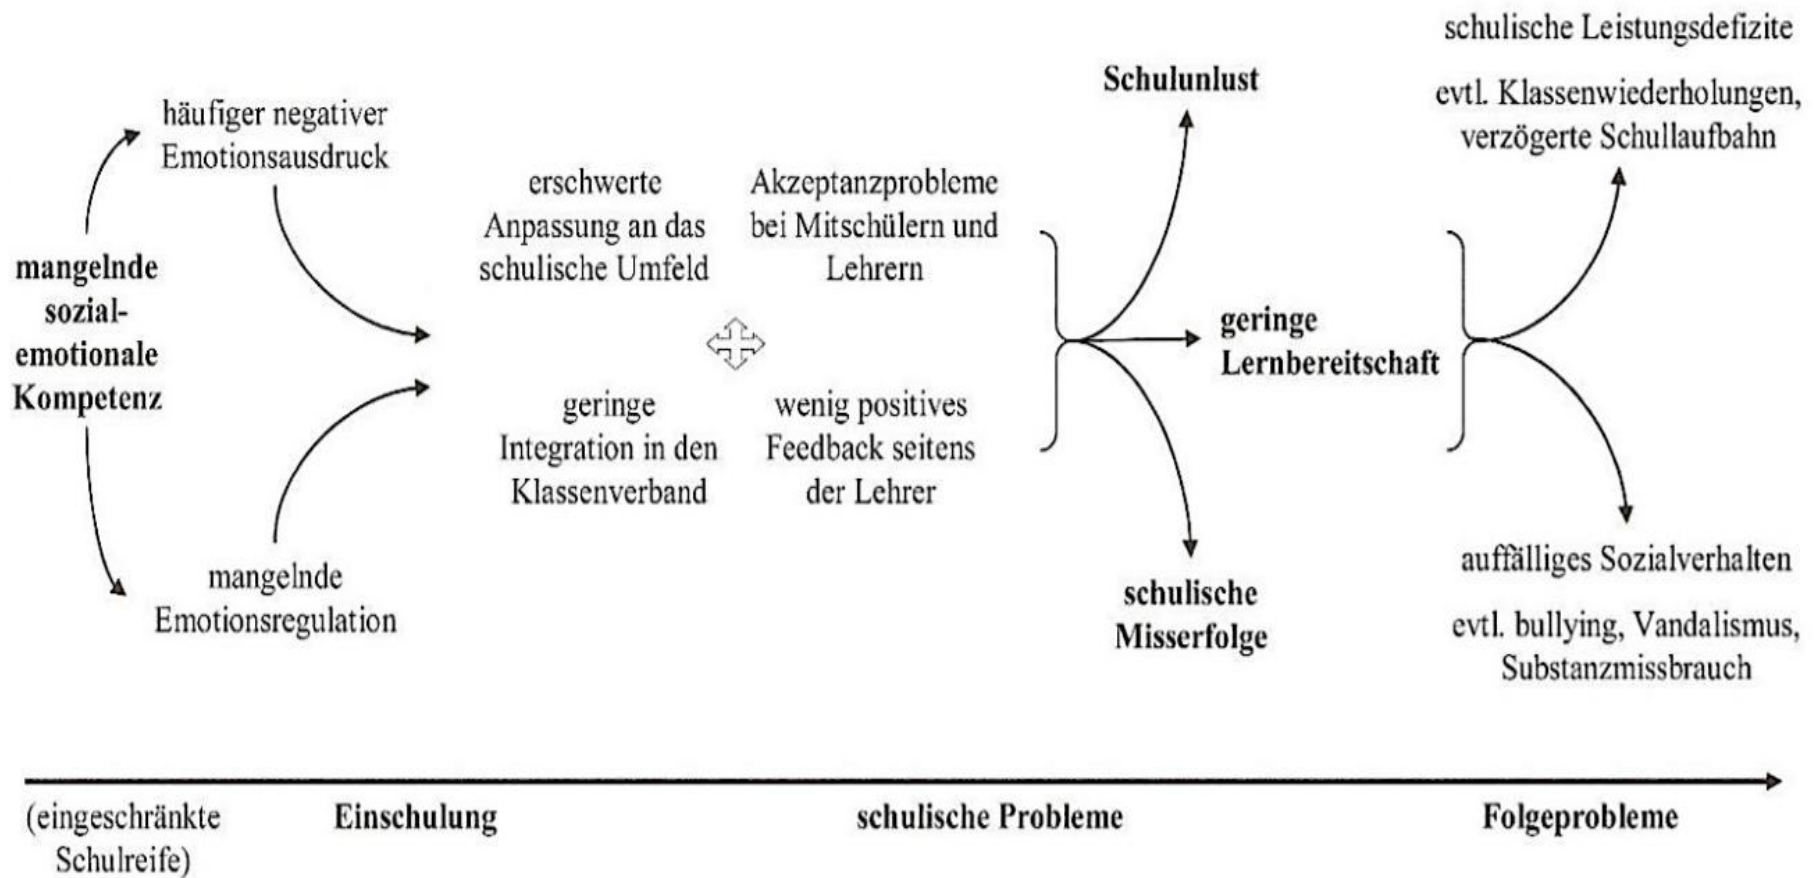 mangelnde
sozial-
emotionale
Kompetenz
häufiger negativer
Emotionsausdruck
mangelnde
Emotionsregulation
erschwerte
Anpassung an das
schulische Umfeld
Akzeptanzprobleme
bei Mitschülern und
Lehrern
geringe
Integration in den
Klassenverband
wenig positives
Feedback seitens
der Lehrer
Schulunlust
geringe
Lernbereitschaft
schulische
Misserfolge
schulische Leistungsdefizite
evtl. Klassenwiederholungen,
verzögerte Schullaufbahn
auffälliges Sozialverhalten
evtl. bullying, Vandalismus,
Substanzmissbrauch
(eingeschränkte
Schulreife)
Einschulung
schulische Probleme
Folgeprobleme